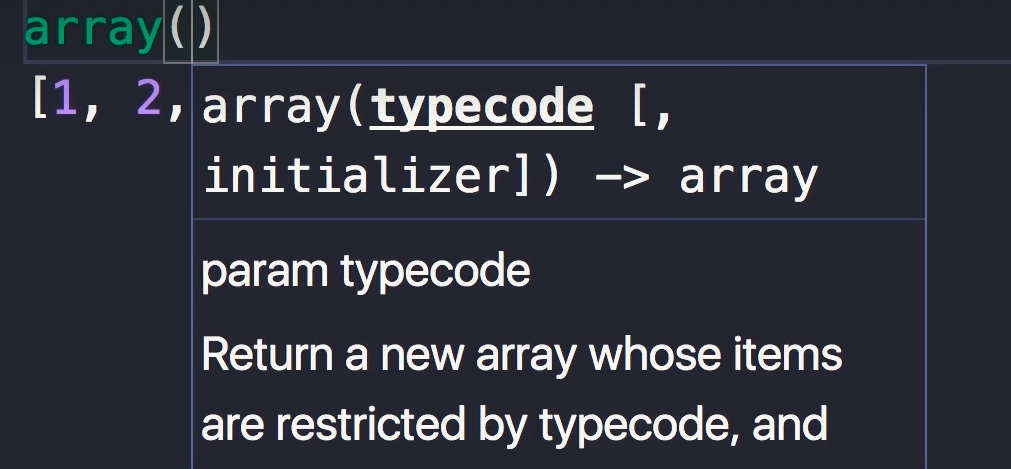 array()
[1, 2,
array(typecode [,
initializer]) -> array
param typecode
Return a new array whose items
are restricted by typecode, and